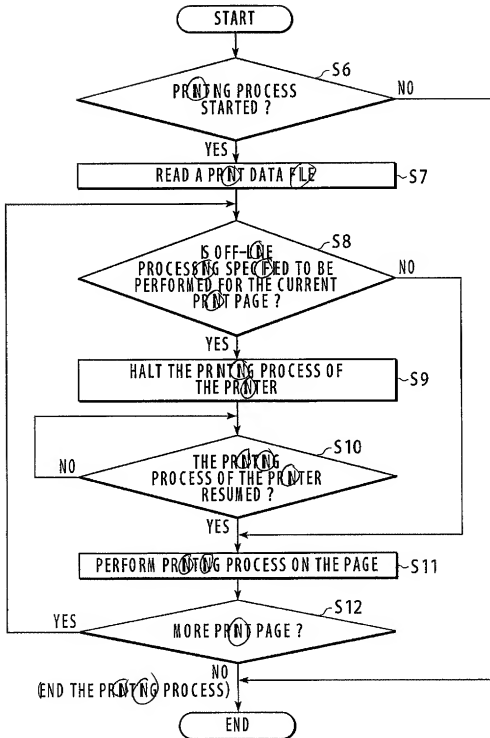 START
S6
PRINTING PROCESS
STARTED ?
NO
YES
READ A PRINT DATA FILE
S7
S8
IS OFF-LINE
PROCESSING SPECIFIED TO BE
PERFORMED FOR THE CURRENT
PRINT PAGE ?
NO
YES
HALT THE PRINTING PROCESS OF
THE PRINTER
S9
S10
THE PRINTING
PROCESS OF THE PRINTER
RESUMED ?
NO
YES
PERFORM PRINTING PROCESS ON THE PAGE
S11
S12
YES
MORE PRINT PAGE ?
NO
(END THE PRINTING PROCESS)
END